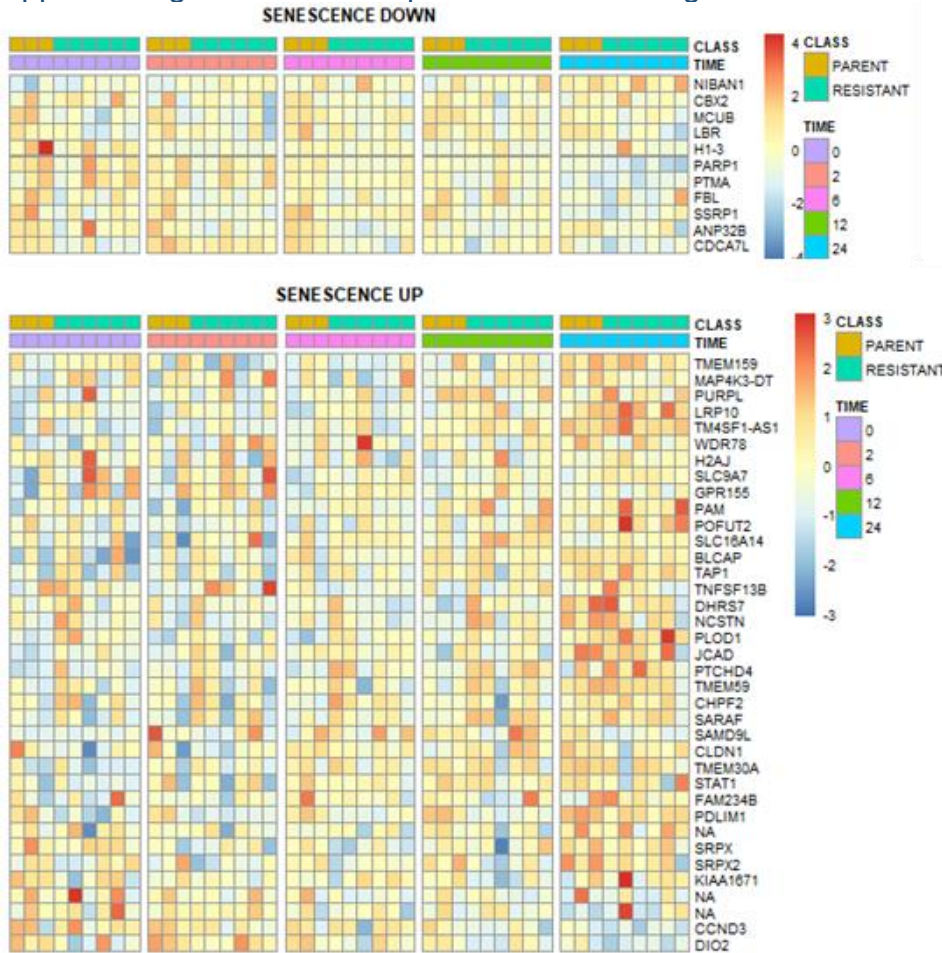 SENESCENCE DOWN
CLASS
TIME
NIBAN1
CBX2
MCUB
LBR
H1-3
PARP1
PTMA
FBL
SSRP1
ANP32B
CDCA7L
4
2
0
-2
-4
CLASS
PARENT
RESISTANT
TIME
0
2
6
12
24
SENESCENCE UP
CLASS
TIME
TMEM159
MAP4K3-DT
PURPL
LRP10
TM4SF1-AS1
WDR78
H2AJ
SLC9A7
GPR155
PAM
POFUT2
SLC16A14
BLCAP
TAP1
TNFSF13B
DHRS7
NCSTN
PLOD1
JCAD
PTCHD4
TMEM59
CHPF2
SARAF
SAMD9L
CLDN1
TMEM30A
STAT1
FAM234B
PDLIM1
NA
SRPX
SRPX2
KIAA1671
NA
NA
CCND3
DIO2
3
2
1
0
-1
-2
-3
CLASS
PARENT
RESISTANT
TIME
0
2
6
12
24